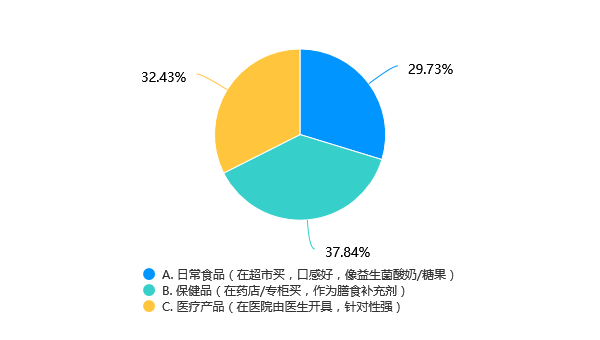 32.43%
29.73%
37.84%
A. 日常食品（在超市买，口感好，像益生菌酸奶/糖果）
B. 保健品（在药店/专柜买，作为膳食补充剂）
C. 医疗产品（在医院由医生开具，针对性强）